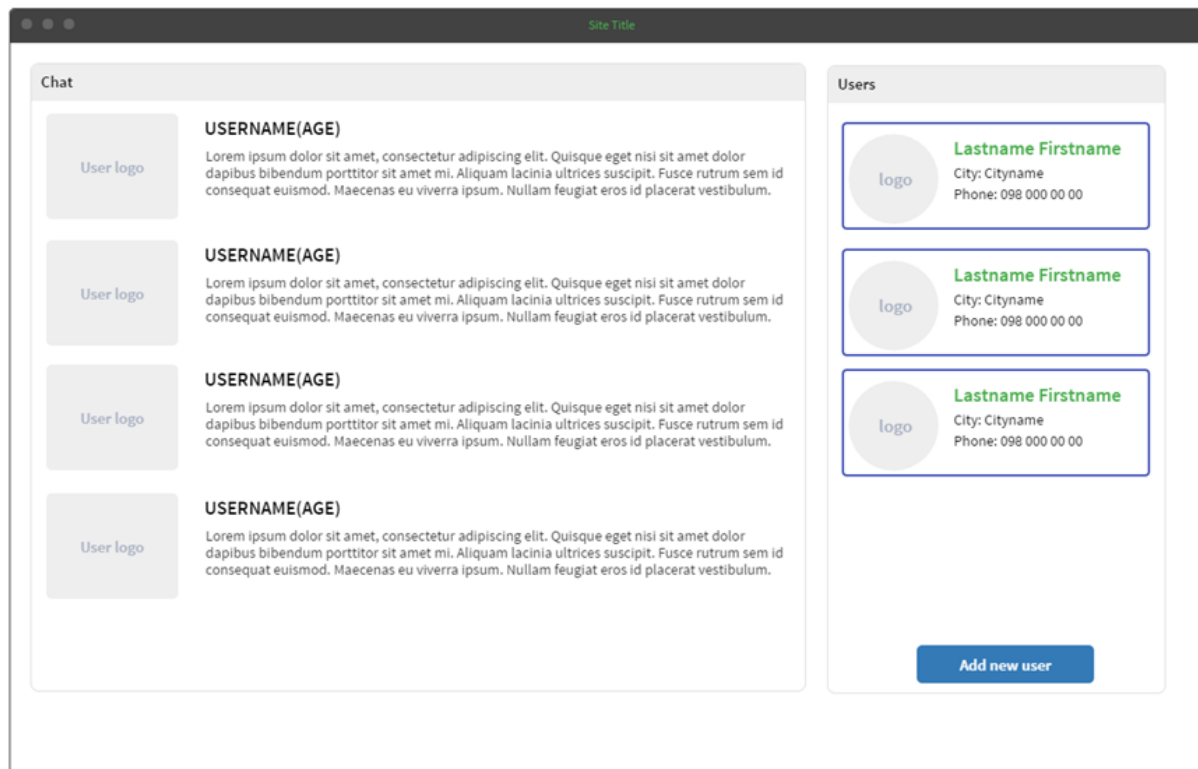 Site Title
Chat
User logo
USERNAME(AGE)
Lorem ipsum dolor sit amet, consectetur adipiscing elit. Quisque eget nisi sit amet dolor
dapibus bibendum porttitor sit amet mi. Aliquam lacinia ultrices suscipit. Fusce rutrum sem id
consequat euismod. Maecenas eu viverra ipsum. Nullam feugiat eros id placerat vestibulum.
User logo
USERNAME(AGE)
Lorem ipsum dolor sit amet, consectetur adipiscing elit. Quisque eget nisi sit amet dolor
dapibus bibendum porttitor sit amet mi. Aliquam lacinia ultrices suscipit. Fusce rutrum sem id
consequat euismod. Maecenas eu viverra ipsum. Nullam feugiat eros id placerat vestibulum.
User logo
USERNAME(AGE)
Lorem ipsum dolor sit amet, consectetur adipiscing elit. Quisque eget nisi sit amet dolor
dapibus bibendum porttitor sit amet mi. Aliquam lacinia ultrices suscipit. Fusce rutrum sem id
consequat euismod. Maecenas eu viverra ipsum. Nullam feugiat eros id placerat vestibulum.
User logo
USERNAME(AGE)
Lorem ipsum dolor sit amet, consectetur adipiscing elit. Quisque eget nisi sit amet dolor
dapibus bibendum porttitor sit amet mi. Aliquam lacinia ultrices suscipit. Fusce rutrum sem id
consequat euismod. Maecenas eu viverra ipsum. Nullam feugiat eros id placerat vestibulum.
Users
logo
Lastname Firstname
City: Cityname
Phone: 098 000 00 00
logo
Lastname Firstname
City: Cityname
Phone: 098 000 00 00
logo
Lastname Firstname
City: Cityname
Phone: 098 000 00 00
Add new user